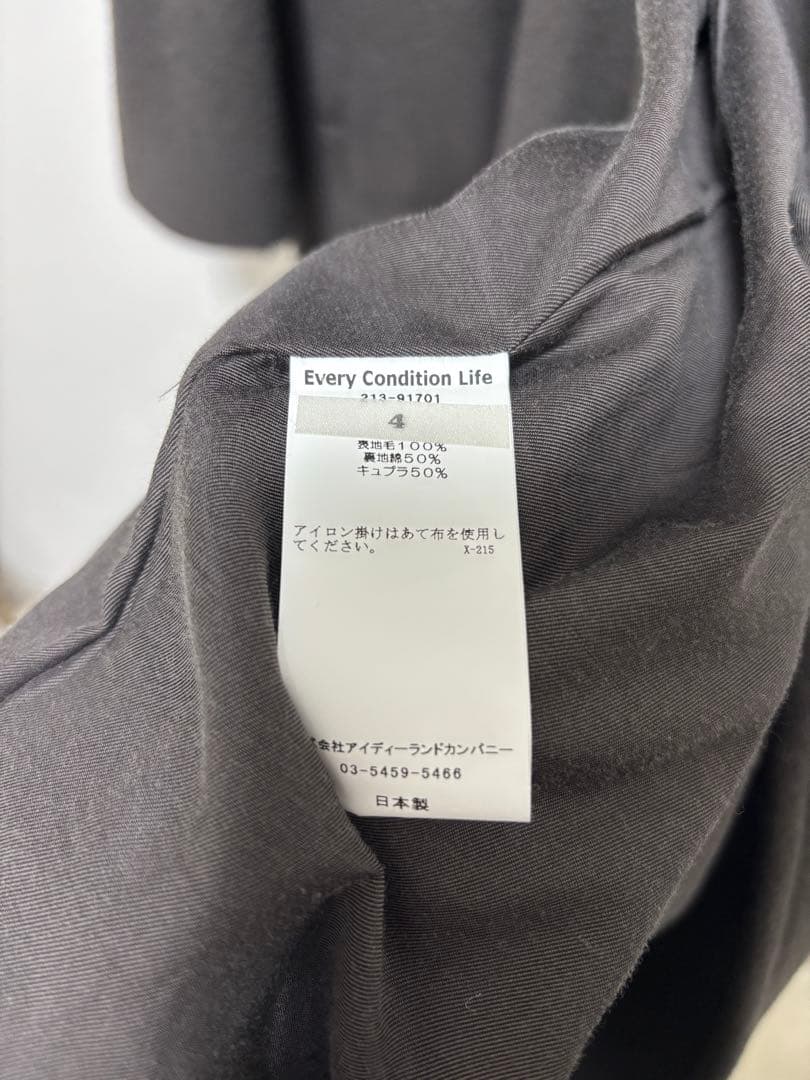 Every Condition Life
213-91701
4
表地毛100%
裏地綿50%
キュプラ50%
アイロン掛けはあて布を使用し
てください。 X-215
会社アイディーランドカンパニー
03-5459-5466
日本製